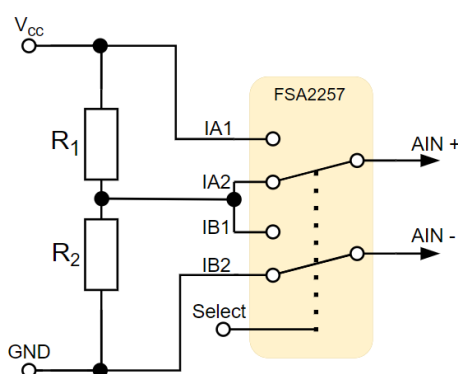 Vcc
FSA2257
IA1
R1
AIN +
IA2
IB1
R2
AIN -
IB2
Select
GND